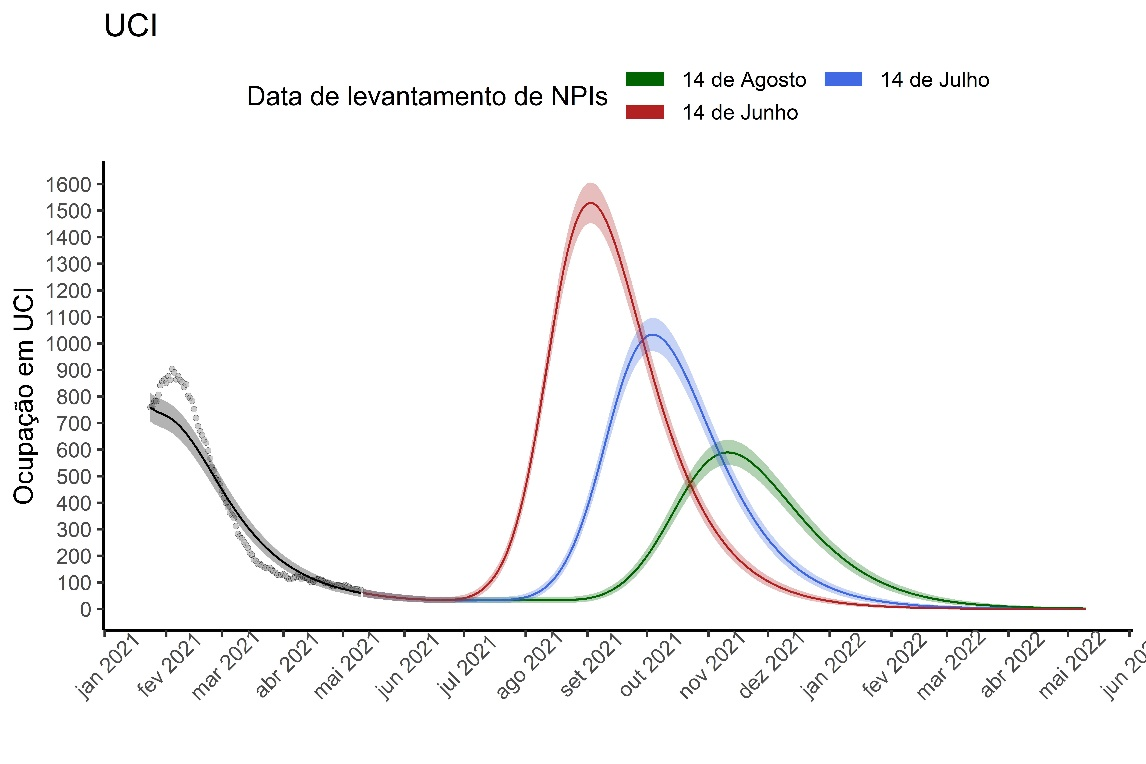 UCI
Data de levantamento de NPIs
14 de Agosto
14 de Julho
14 de Junho
Ocupação em UCI
1600
1500
1400
1300
1200
1100
1000
900
800
700
600
500
400
300
200
100
0
jan 2021
fev 2021
mar 2021
abr 2021
mai 2021
jun 2021
jul 2021
ago 2021
set 2021
out 2021
nov 2021
dez 2021
jan 2022
fev 2022
mar 2022
abr 2022
mai 2022
jun 20